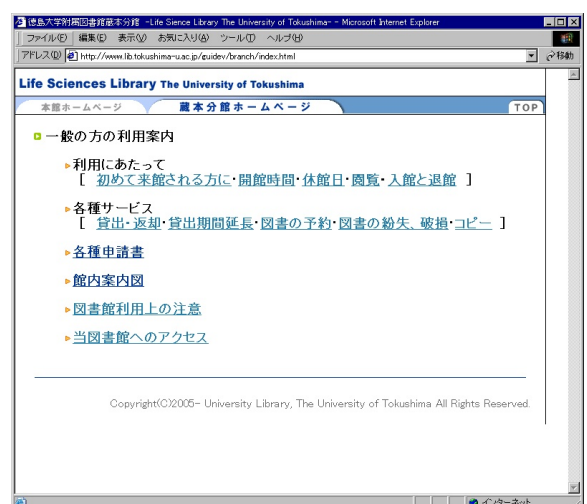 徳島大学附属図書館蔵本分館 -Life Sience Library The University of Tokushima- - Microsoft Internet Explorer
ファイル(F) 編集(E) 表示(V) お気に入り(A) ツール(T) ヘルプ(H)
アドレス(D) http://www.lib.tokushima-u.ac.jp/guidev/branch/index.html 移動
Life Sciences Library The University of Tokushima
本館ホームページ 蔵本分館ホームページ TOP
一般の方の利用案内
利用にあたって
[ 初めて来館される方に・開館時間・休館日・閲覧・入館と退館 ]
各種サービス
[ 貸出・返却・貸出期間延長・図書の予約・図書の紛失、破損・コピー ]
各種申請書
館内案内図
図書館利用上の注意
当図書館へのアクセス
Copyright(C)2005- University Library, The University of Tokushima All Rights Reserved.
インターネット